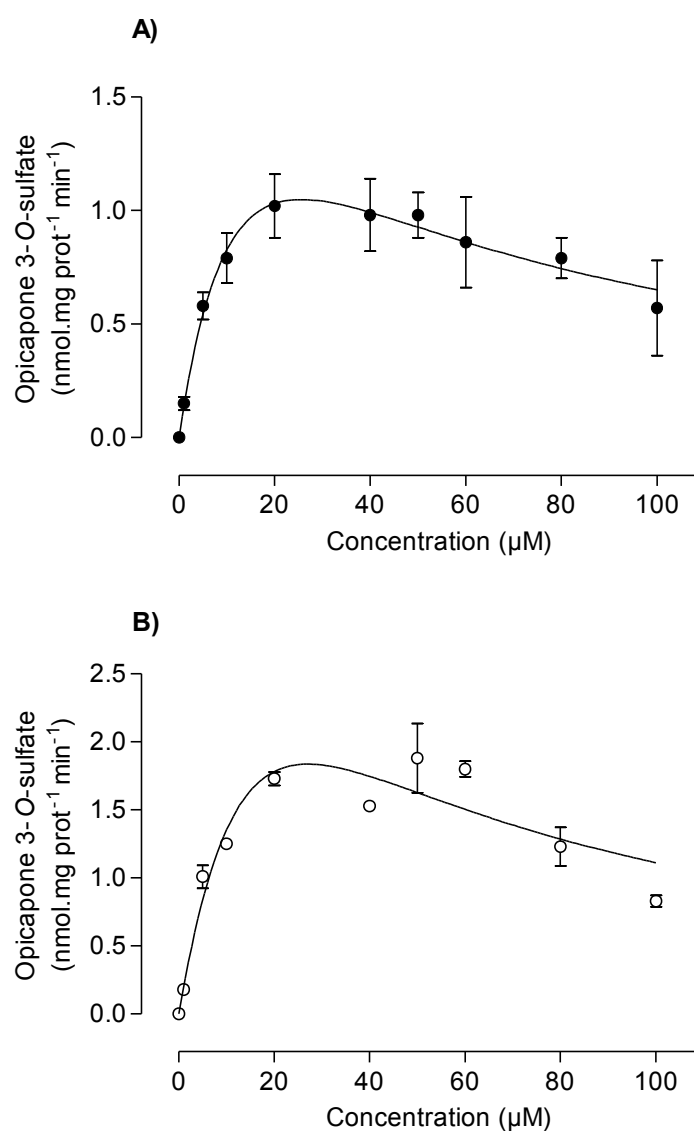 A)
Opicapone 3-O-sulfate
(nmol.mg prot⁻¹ min⁻¹)
1.5
1.0
0.5
0.0
0 20 40 60 80 100
Concentration (µM)
B)
Opicapone 3-O-sulfate
(nmol.mg prot⁻¹ min⁻¹)
2.5
2.0
1.5
1.0
0.5
0.0
0 20 40 60 80 100
Concentration (µM)